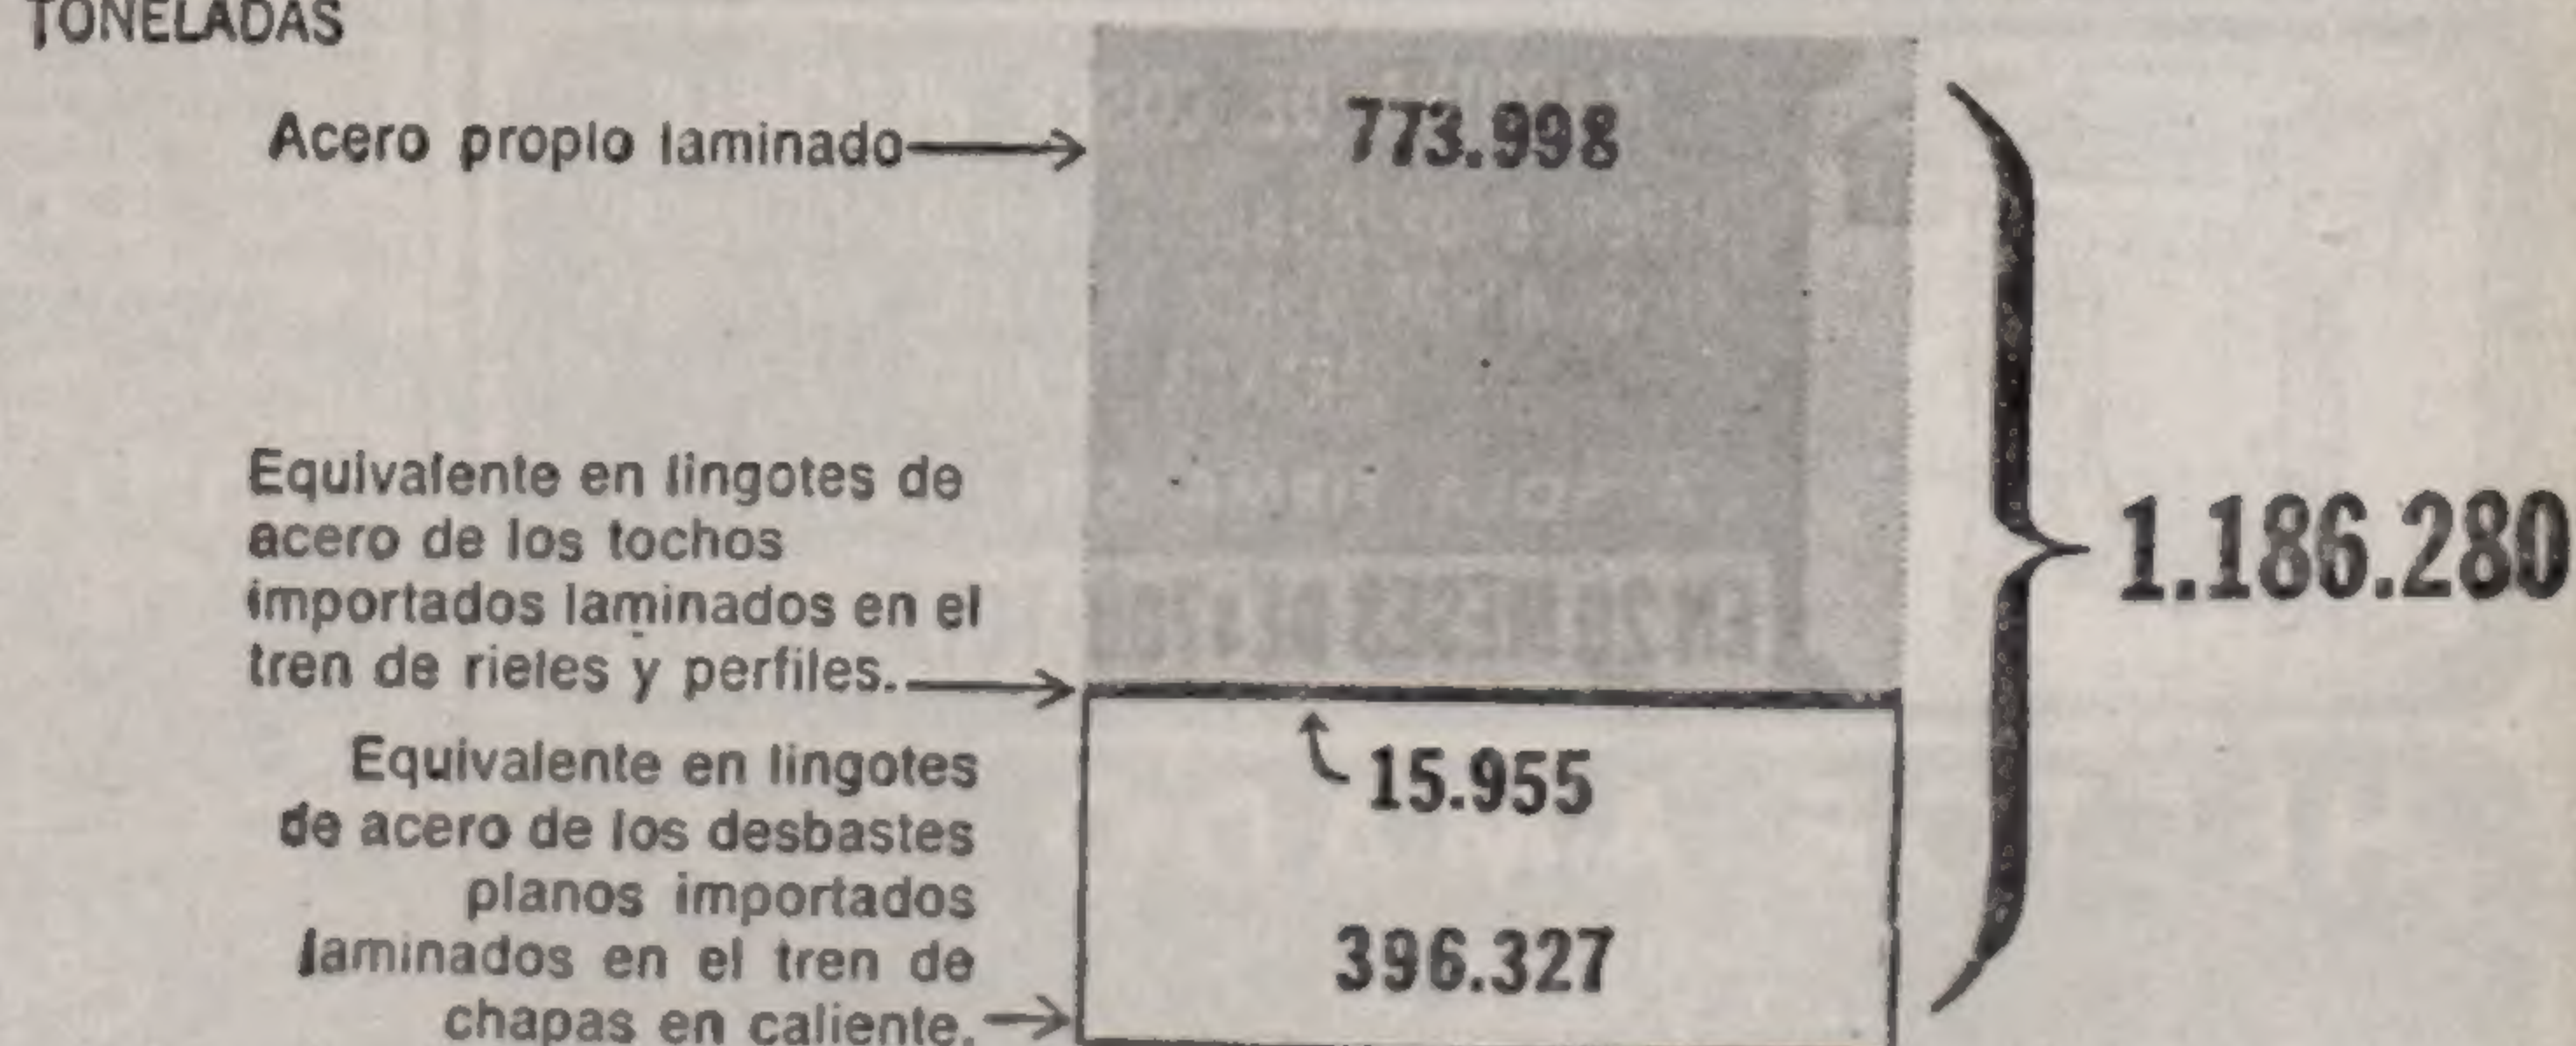 TONELADAS
Acero propio laminado
773.998
Equivalente en lingotes de
acero de los tochos
importados laminados en el
tren de rieles y perfiles.
15.955
Equivalente en lingotes
de acero de los desbastes
planos importados
laminados en el tren de
chapas en caliente.
396.327
1.186.280